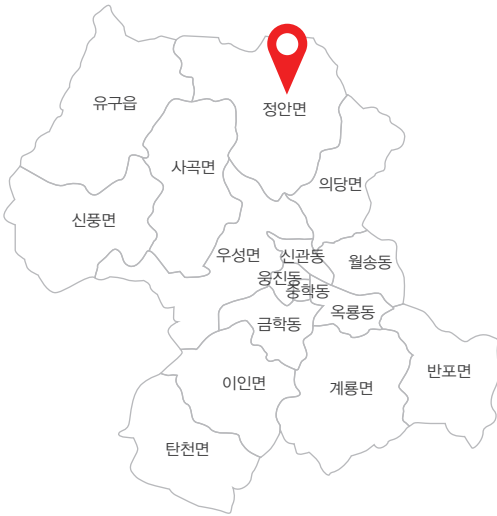 유구읍
정안면
사곡면
의당면
신풍면
우성면
신관동
월송동
웅진동
중학동
옥룡동
금학동
이인면
계룡면
반포면
탄천면